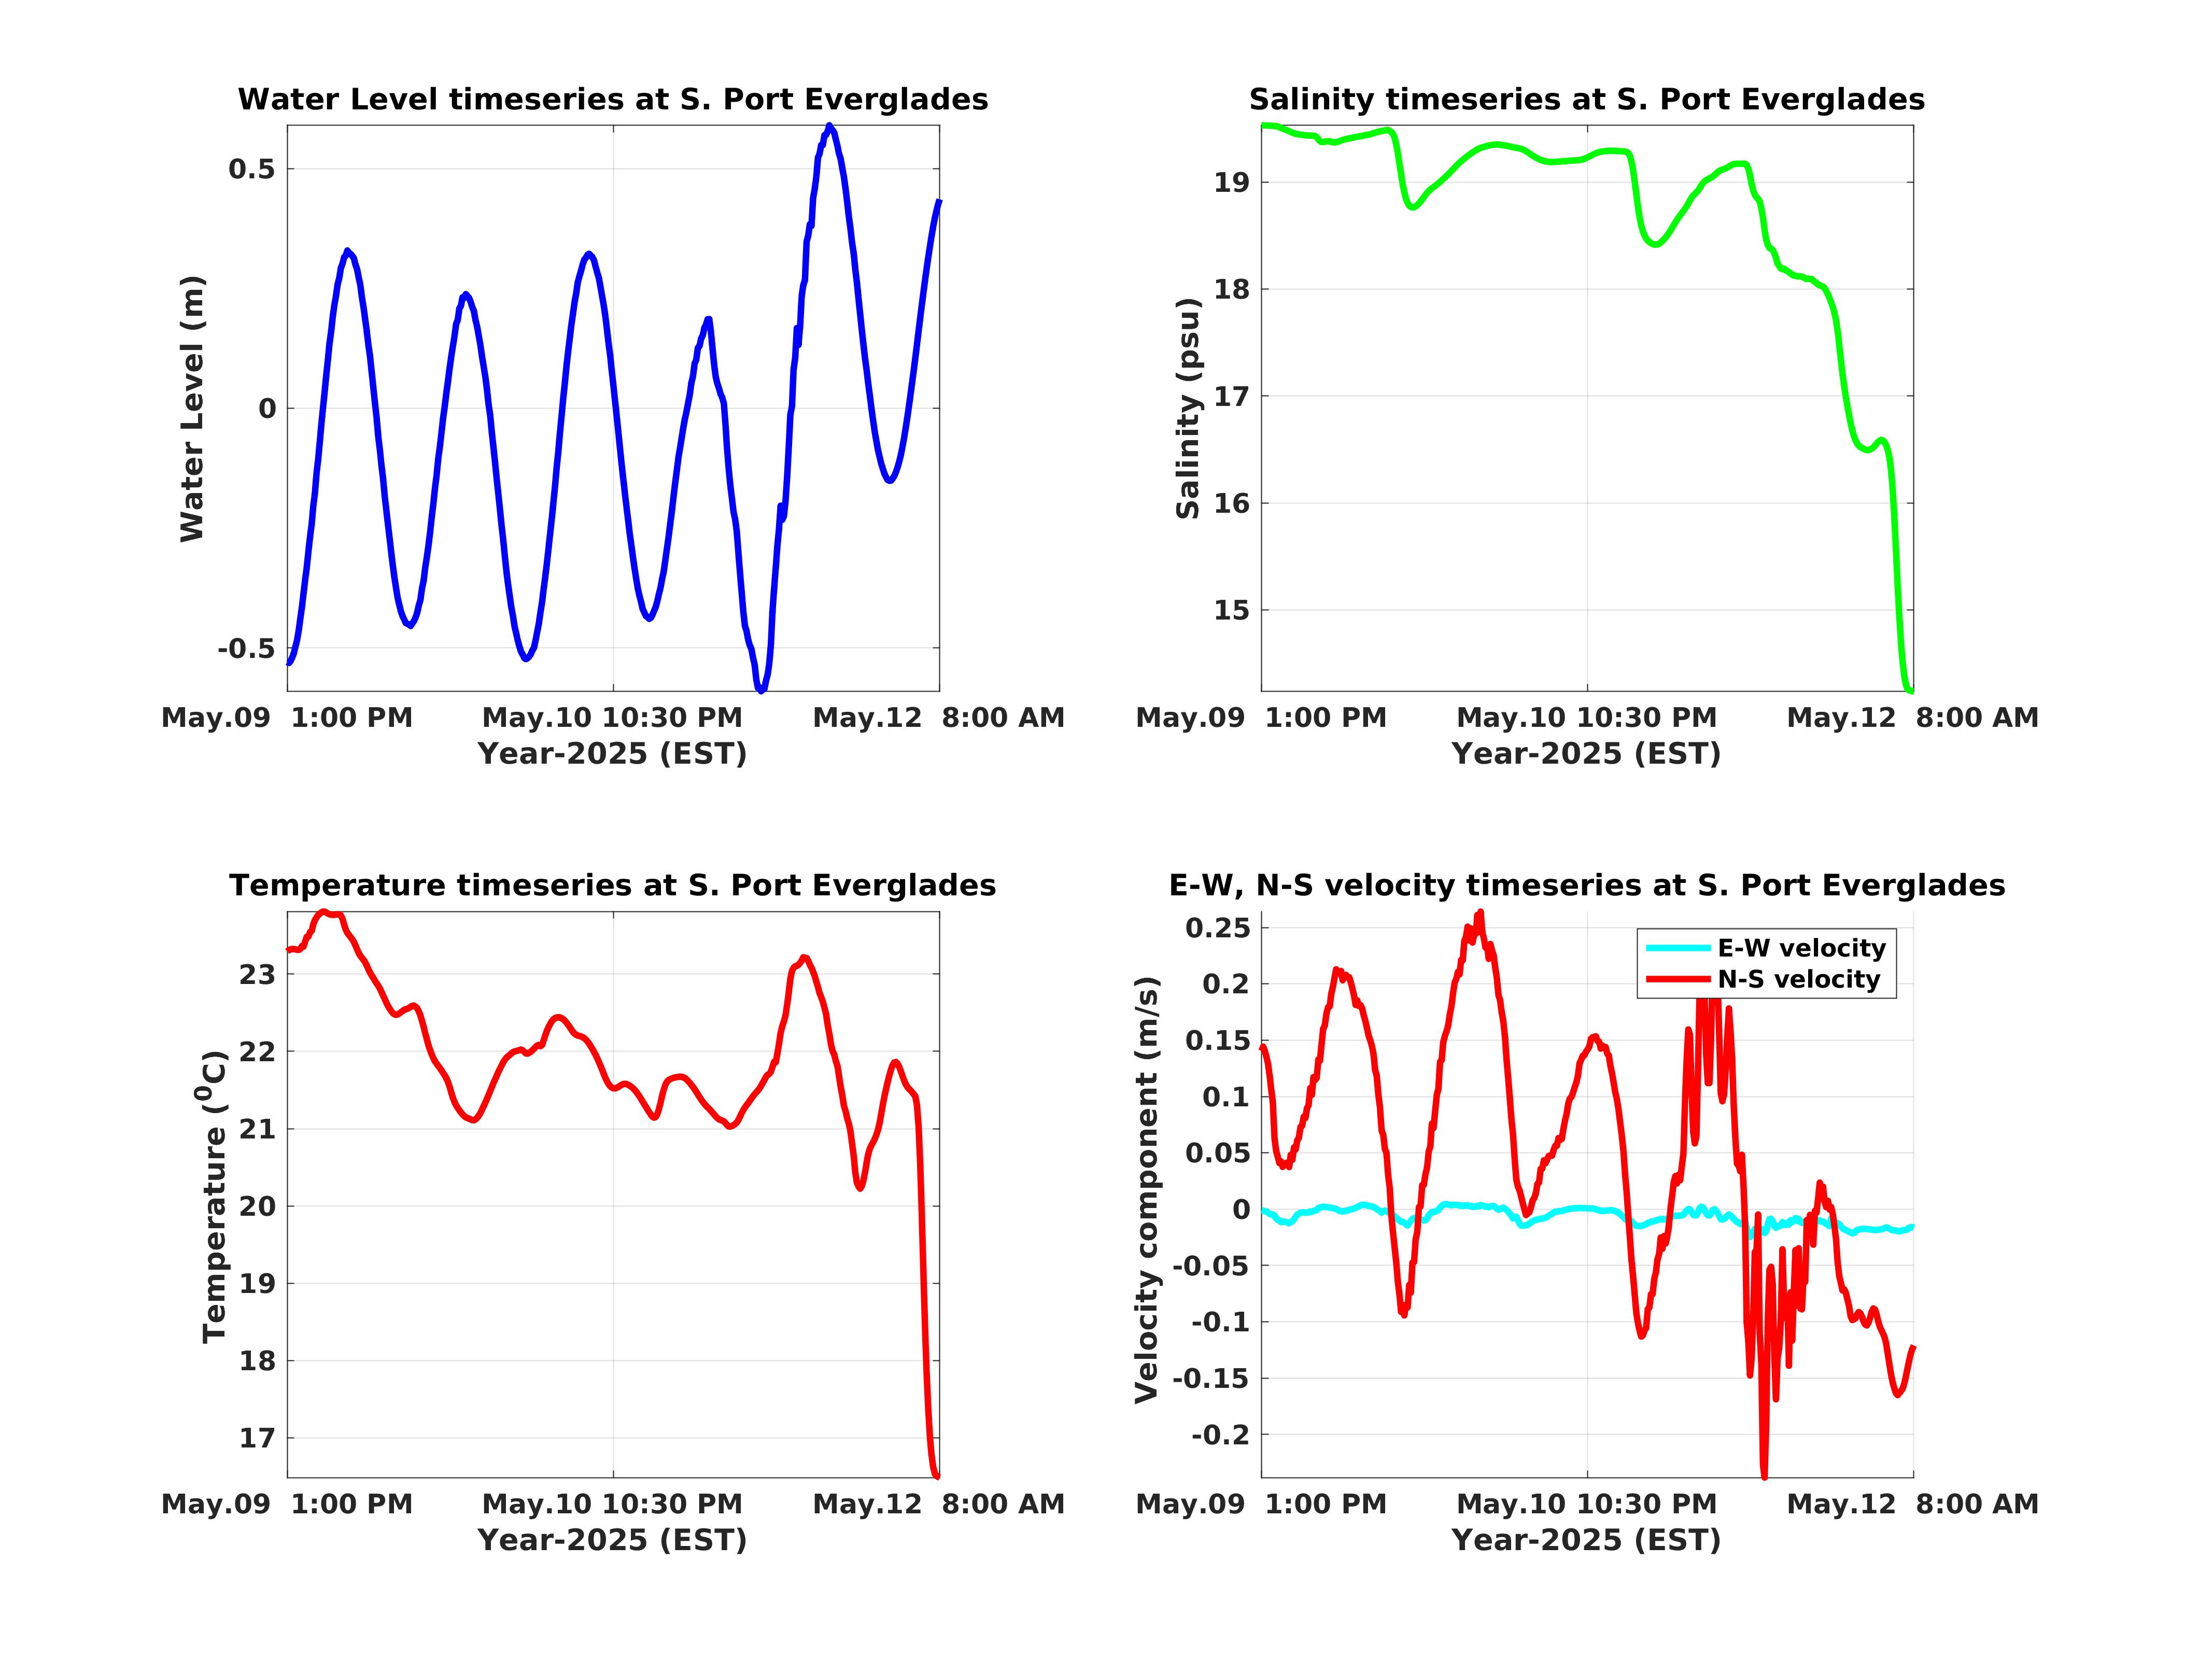 Water Level timeseries at S. Port Everglades
Water Level (m)
0.5
0
-0.5
May.09  1:00 PM
May.10 10:30 PM
May.12  8:00 AM
Year-2025 (EST)
Salinity timeseries at S. Port Everglades
Salinity (psu)
19
18
17
16
15
May.09  1:00 PM
May.10 10:30 PM
May.12  8:00 AM
Year-2025 (EST)
Temperature timeseries at S. Port Everglades
Temperature (⁰C)
23
22
21
20
19
18
17
May.09  1:00 PM
May.10 10:30 PM
May.12  8:00 AM
Year-2025 (EST)
E-W, N-S velocity timeseries at S. Port Everglades
Velocity component (m/s)
0.25
0.2
0.15
0.1
0.05
0
-0.05
-0.1
-0.15
-0.2
E-W velocity
N-S velocity
May.09  1:00 PM
May.10 10:30 PM
May.12  8:00 AM
Year-2025 (EST)